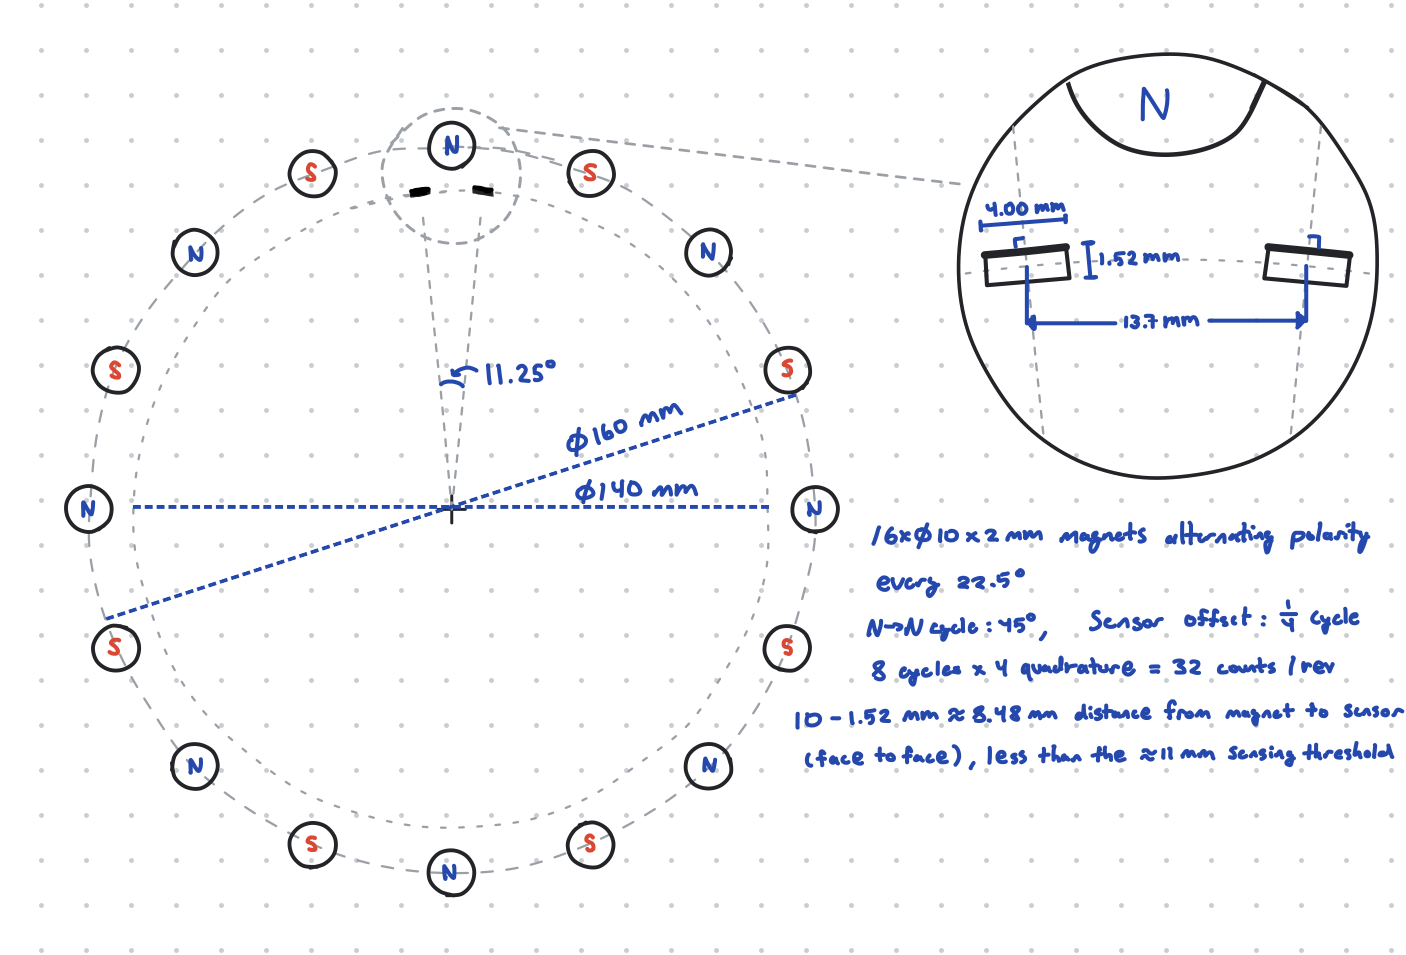 N
S
S
N
N
S
S
N
N
S
S
N
N
S
S
N
11.25°
ϕ160 mm
ϕ140 mm
N
4.00 mm
1.52 mm
13.7 mm
16xϕ10 x 2 mm magnets alternating polarity
every 22.5°
N→N cycle: 45°, Sensor offset: 1/4 cycle
8 cycles x 4 quadrature = 32 counts / rev
10 - 1.52 mm ≈ 8.48 mm distance from magnet to sensor
(face to face), less than the ≈11 mm sensing threshold